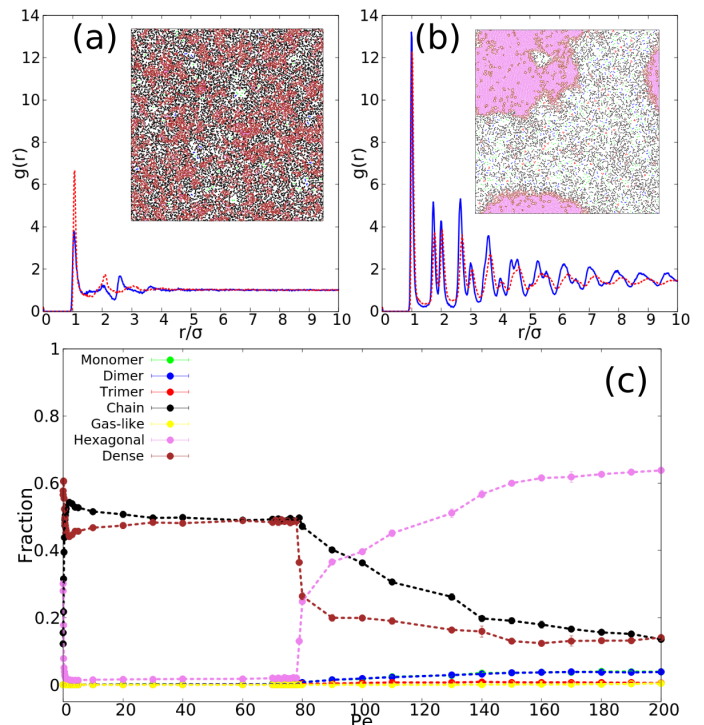 14
12
10
8
6
4
2
0
g(r)
(a)
0 1 2 3 4 5 6 7 8 9 10
r/σ
14
12
10
8
6
4
2
0
g(r)
(b)
0 1 2 3 4 5 6 7 8 9 10
r/σ
1
0.8
0.6
0.4
0.2
0
Fraction
Monomer
Dimer
Trimer
Chain
Gas-like
Hexagonal
Dense
(c)
0 20 40 60 80 100 120 140 160 180 200
Pe